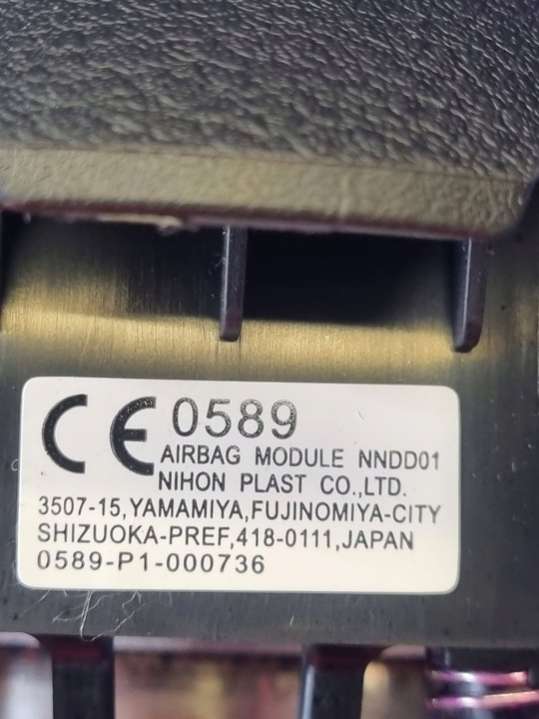 CE 0589
AIRBAG MODULE NNDD01
NIHON PLAST CO.,LTD.
3507-15,YAMAMIYA,FUJINOMIYA-CITY
SHIZUOKA-PREF,418-0111,JAPAN
0589-P1-000736